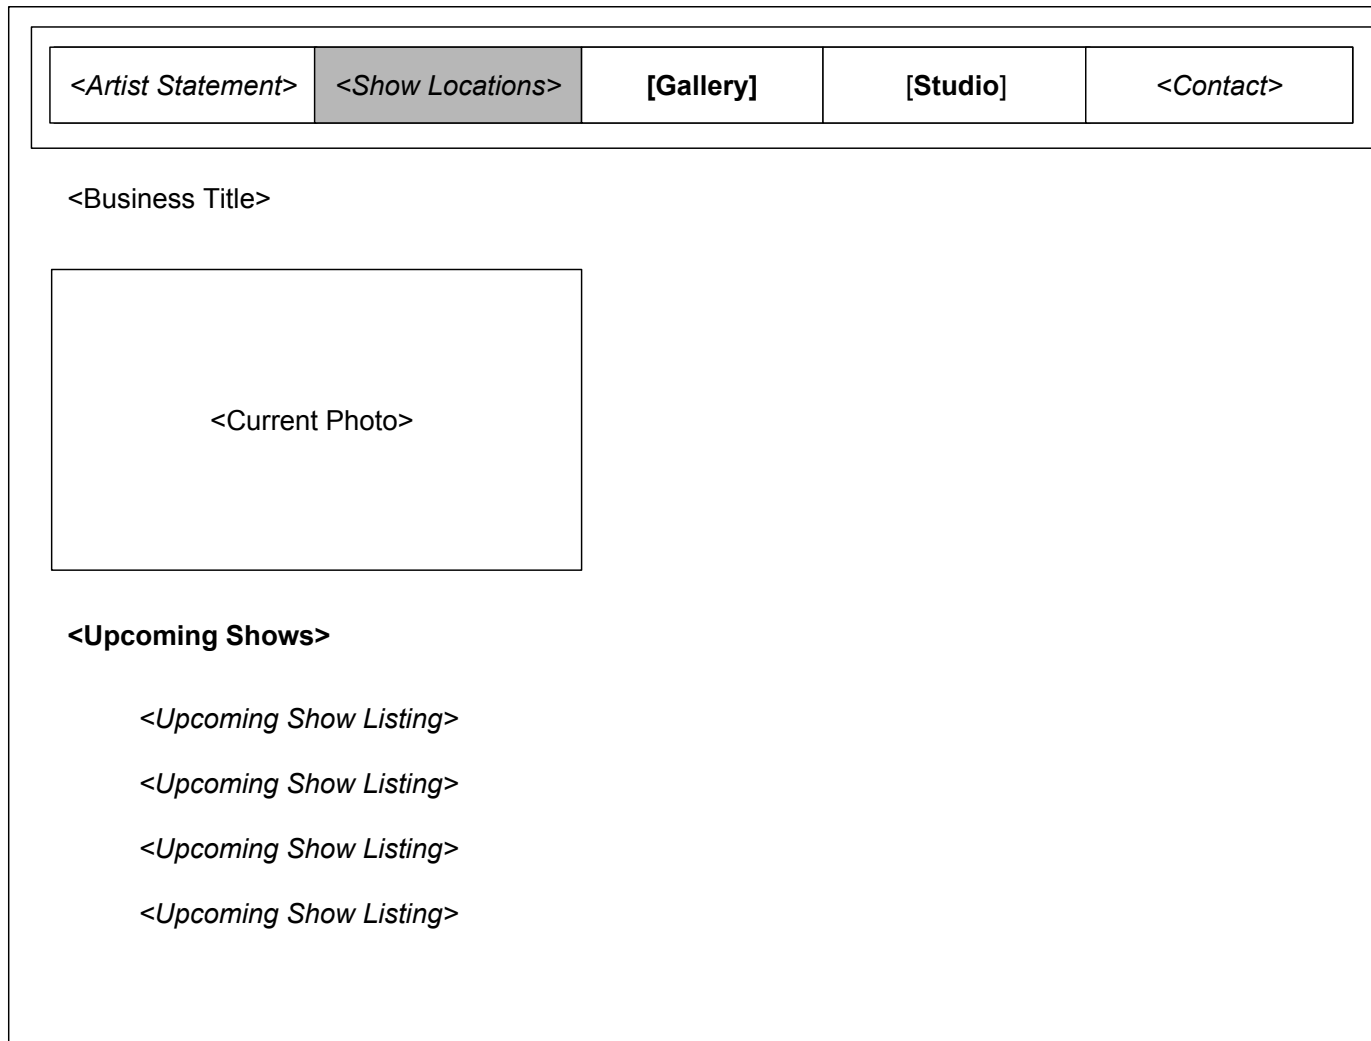 <Artist Statement> <Show Locations> [Gallery] [Studio] <Contact>
<Business Title>
<Current Photo>
<Upcoming Shows>
<Upcoming Show Listing>
<Upcoming Show Listing>
<Upcoming Show Listing>
<Upcoming Show Listing>